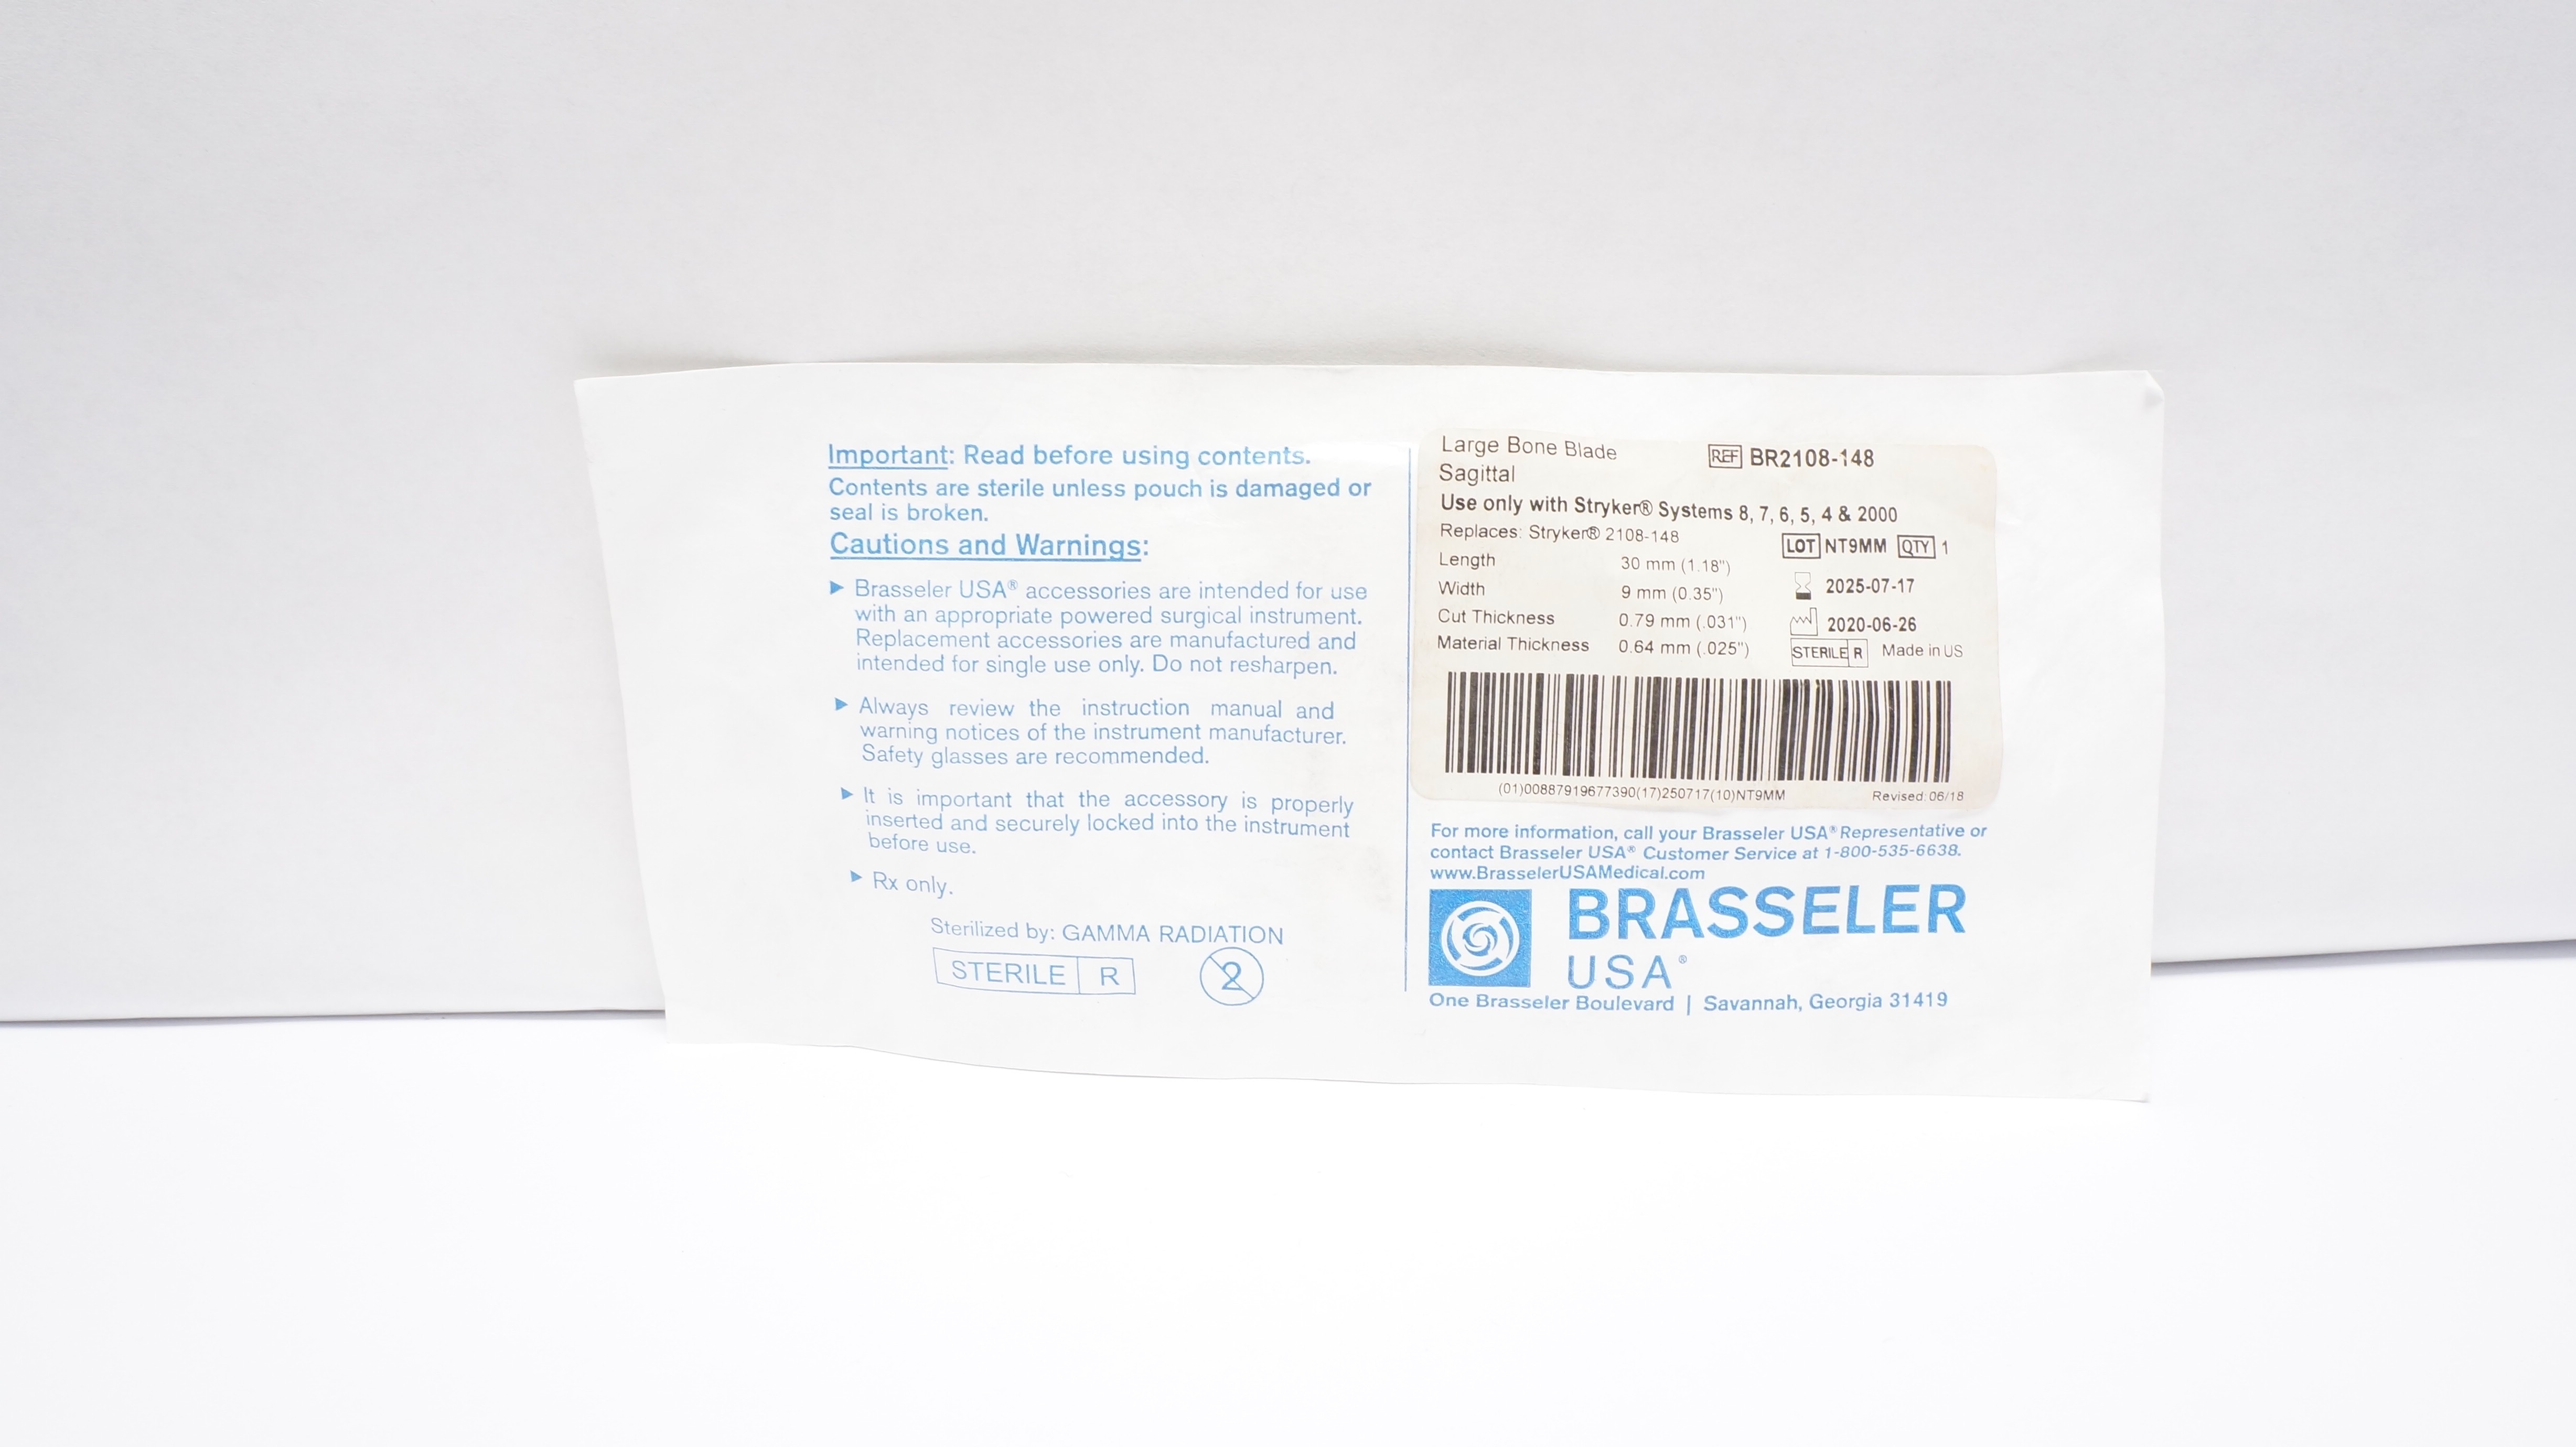 Important: Read before using contents.
Contents are sterile unless pouch is damaged or
seal is broken.
Cautions and Warnings:
▶ Brasseler USA® accessories are intended for use
with an appropriate powered surgical instrument.
Replacement accessories are manufactured and
intended for single use only. Do not resharpen.
▶ Always review the instruction manual and
warning notices of the instrument manufacturer.
Safety glasses are recommended.
▶ It is important that the accessory is properly
inserted and securely locked into the instrument
before use.
▶ Rx only.
Sterilized by: GAMMA RADIATION
STERILE R 2
Large Bone Blade REF BR2108-148
Sagittal
Use only with Stryker® Systems 8, 7, 6, 5, 4 & 2000
Replaces: Stryker® 2108-148
LOT NT9MM QTY 1
Length 30 mm (1.18")
2025-07-17
Width 9 mm (0.35")
Cut Thickness 0.79 mm (.031")
2020-06-26
Material Thickness 0.64 mm (.025")
STERILE R Made in US
(01)00887919677390(17)250717(10)NT9MM Revised: 06/18
For more information, call your Brasseler USA® Representative or
contact Brasseler USA® Customer Service at 1-800-535-6638.
www.BrasselerUSAMedical.com
BRASSELER
USA®
One Brasseler Boulevard | Savannah, Georgia 31419